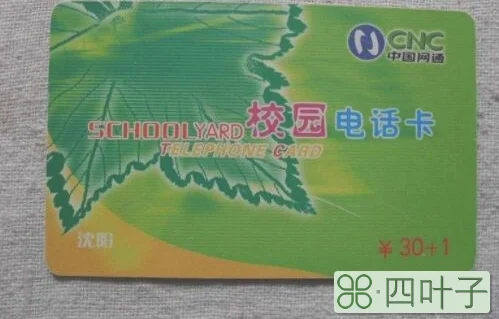 CNC
中国网通
SCHOOLYARD 校园 电话卡
TELEPHONE CARD
沈阳
¥ 30+1
四叶子